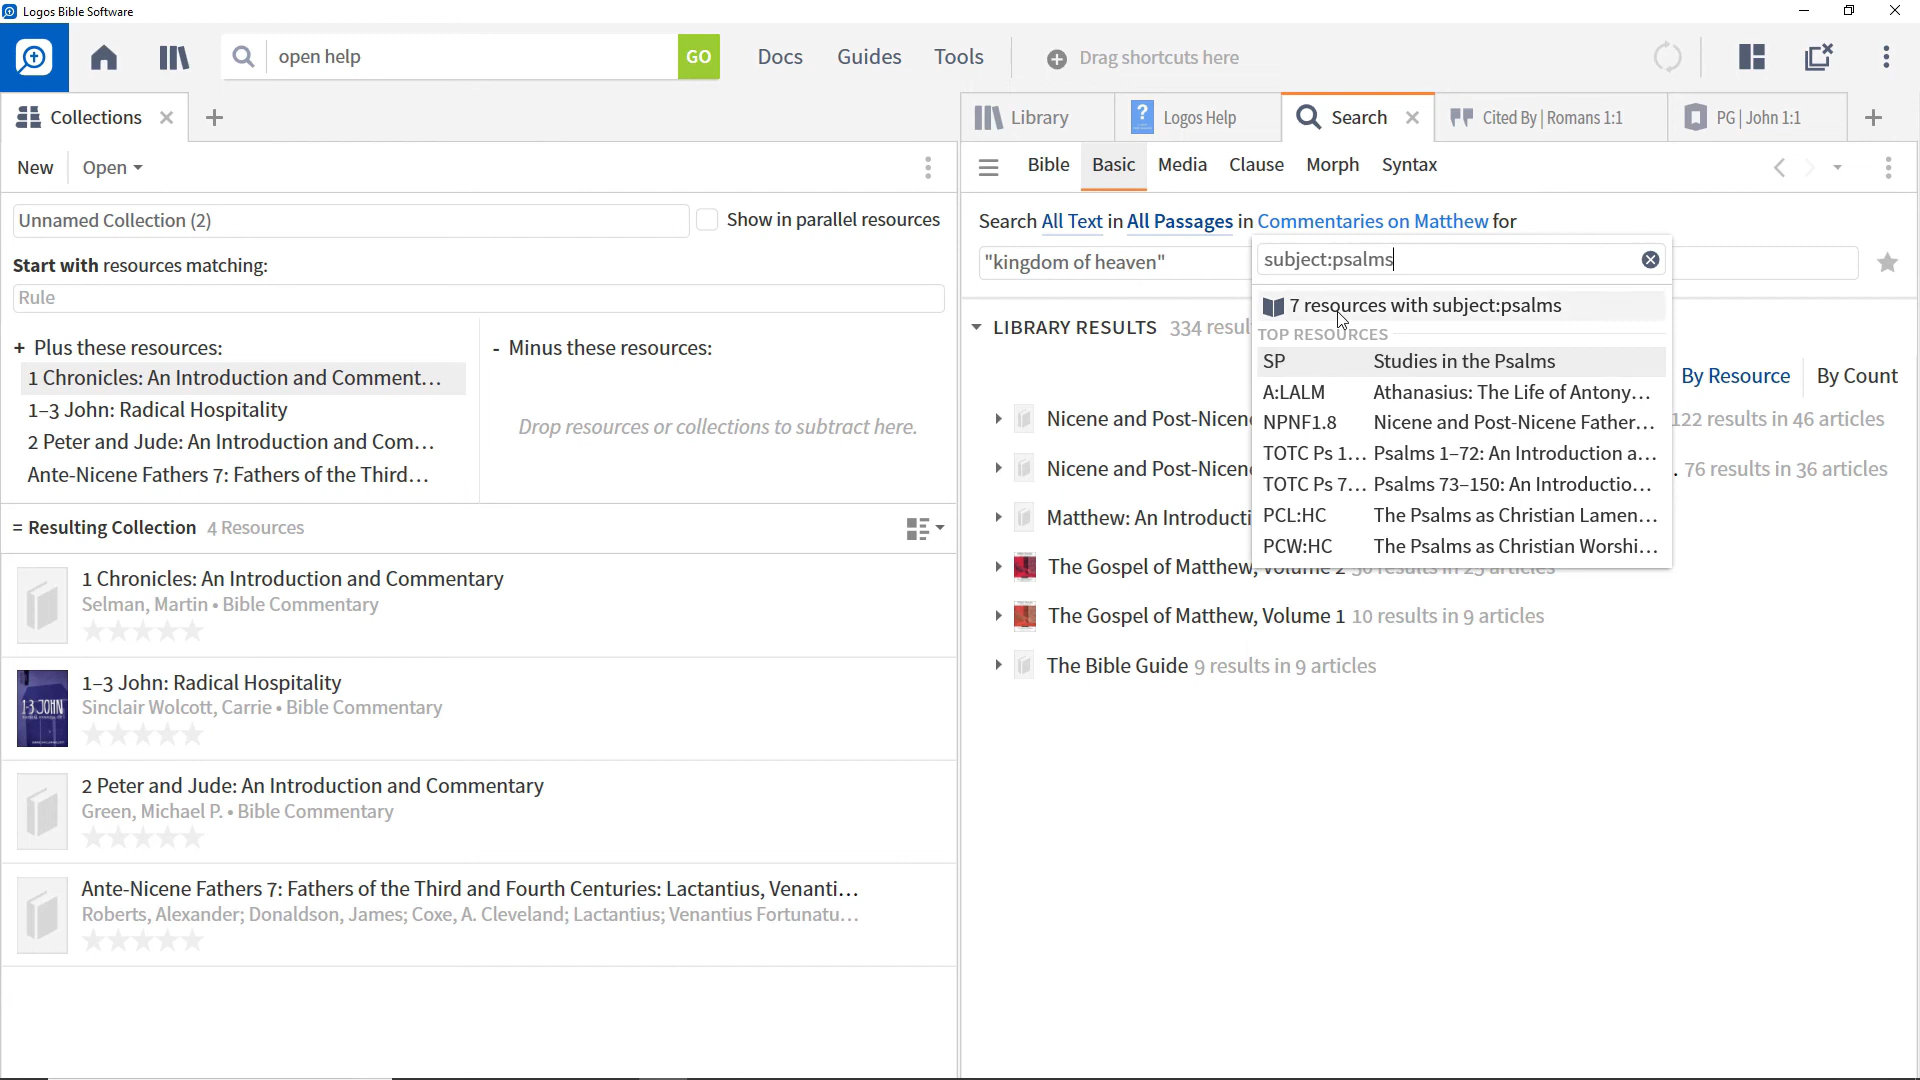 Logos Bible Software
open help
GO
Docs
Guides
Tools
Drag shortcuts here
Collections
Library
Logos Help
Search
Cited By | Romans 1:1
PG | John 1:1
New
Open
Unnamed Collection (2)
Show in parallel resources
Start with resources matching:
Rule
+ Plus these resources:
1 Chronicles: An Introduction and Comment…
1–3 John: Radical Hospitality
2 Peter and Jude: An Introduction and Com…
Ante-Nicene Fathers 7: Fathers of the Third…
- Minus these resources:
Drop resources or collections to subtract here.
= Resulting Collection 4 Resources
1 Chronicles: An Introduction and Commentary
Selman, Martin • Bible Commentary
1–3 John: Radical Hospitality
Sinclair Wolcott, Carrie • Bible Commentary
2 Peter and Jude: An Introduction and Commentary
Green, Michael P. • Bible Commentary
Ante-Nicene Fathers 7: Fathers of the Third and Fourth Centuries: Lactantius, Venanti…
Roberts, Alexander; Donaldson, James; Coxe, A. Cleveland; Lactantius; Venantius Fortunatu…
Bible
Basic
Media
Clause
Morph
Syntax
Search All Text in All Passages in Commentaries on Matthew for
"kingdom of heaven"
subject:psalms
7 resources with subject:psalms
TOP RESOURCES
SP Studies in the Psalms
A:LALM Athanasius: The Life of Antony…
NPNF1.8 Nicene and Post-Nicene Father…
TOTC Ps 1… Psalms 1–72: An Introduction a…
TOTC Ps 7… Psalms 73–150: An Introductio…
PCL:HC The Psalms as Christian Lamen…
PCW:HC The Psalms as Christian Worshi…
LIBRARY RESULTS 334 resul
By Resource
By Count
Nicene and Post-Nicen 122 results in 46 articles
Nicene and Post-Nicen . 76 results in 36 articles
Matthew: An Introducti
The Gospel of Matthew, Volume 2 results in 25 articles
The Gospel of Matthew, Volume 1 10 results in 9 articles
The Bible Guide 9 results in 9 articles